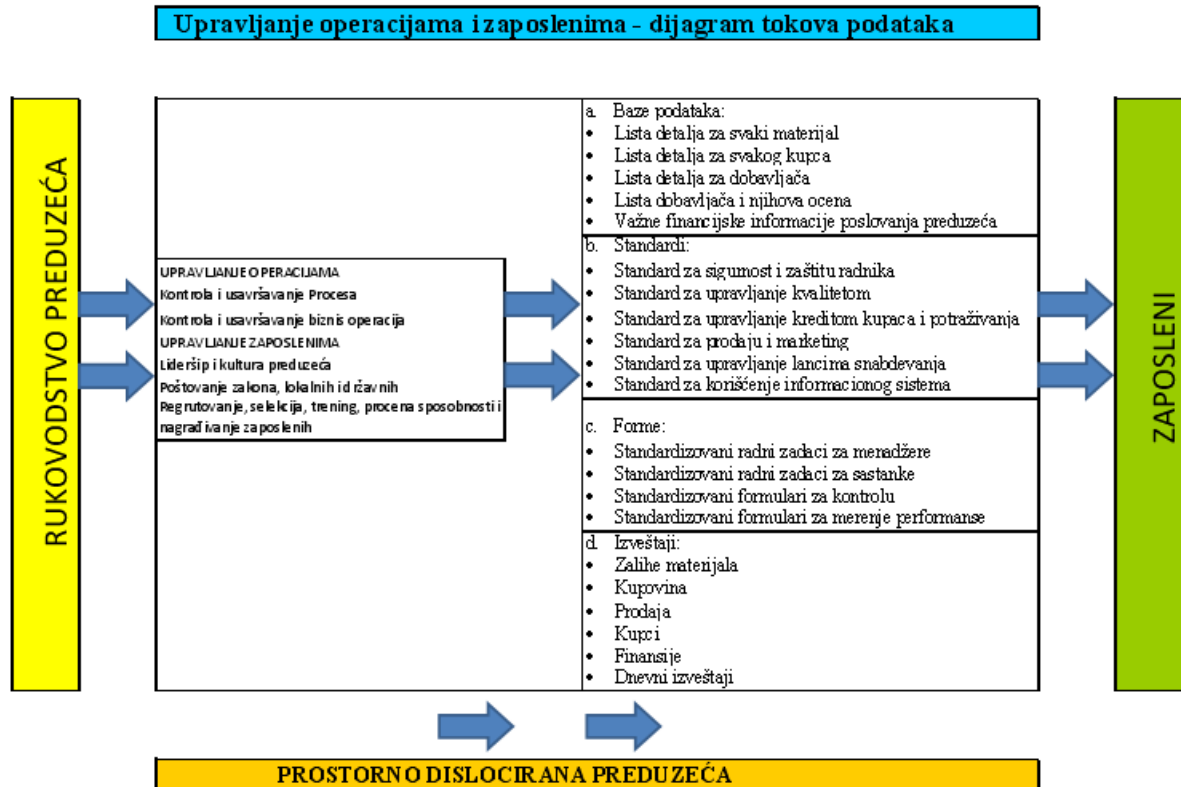 Upravljanje operacijama i zaposlenima - dijagram tokova podataka
RUKOVODSTVO PREDUZEĆA
UPRAVLJANJE OPERACIJAMA
Kontrola i usavršavanje Procesa
Kontrola i usavršavanje biznis operacija
UPRAVLJANJE ZAPOSLENIMA
Lideršip i kultura preduzeća
Poštovanje zakona, lokalnih i državnih
Regrutovanje, selekcija, trening, procena sposobnosti i
nagrađivanje zaposlenih
a. Baze podataka:
• Lista detalja za svaki materijal
• Lista detalja za svakog kupca
• Lista detalja za dobavljača
• Lista dobavljača i njihova ocena
• Važne financijske informacije poslovanja preduzeća
b. Standardi:
• Standard za sigurnost i zaštitu radnika
• Standard za upravljanje kvalitetom
• Standard za upravljanje kreditom kupaca i potraživanja
• Standard za prodaju i marketing
• Standard za upravljanje lancima snabdevanja
• Standard za korišćenje informacionog sistema
c. Forme:
• Standardizovani radni zadaci za menadžere
• Standardizovani radni zadaci za sastanke
• Standardizovani formulari za kontrolu
• Standardizovani formulari za merenje performanse
d. Izveštaji:
• Zalihe materijala
• Kupovina
• Prodaja
• Kupci
• Finansije
• Dnevni izveštaji
ZAPOSLENI
PROSTORNO DISLOCIRANA PREDUZEĆA